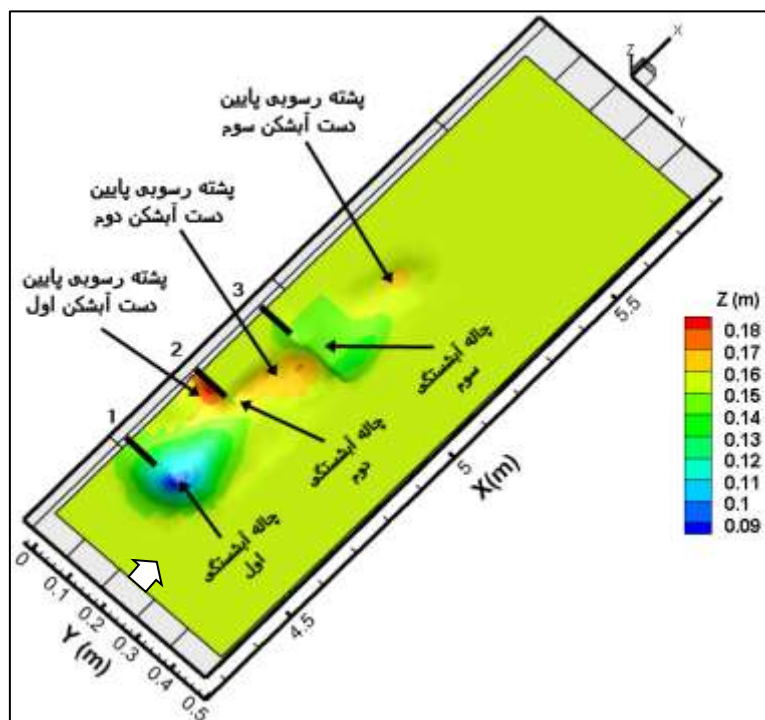 پشته رسوبی پایین
دست آبشکن سوم
پشته رسوبی پایین
دست آبشکن دوم
پشته رسوبی پایین
دست آبشکن اول
3
2
1
چاله آبشستگی
سوم
چاله آبشستگی
دوم
چاله آبشستگی
اول
X
Z
Y
Z (m)
0.18
0.17
0.16
0.15
0.14
0.13
0.12
0.11
0.1
0.09
5.5
5
4.5
X(m)
0
0.1
0.2
0.3
0.4
0.5
Y (m)